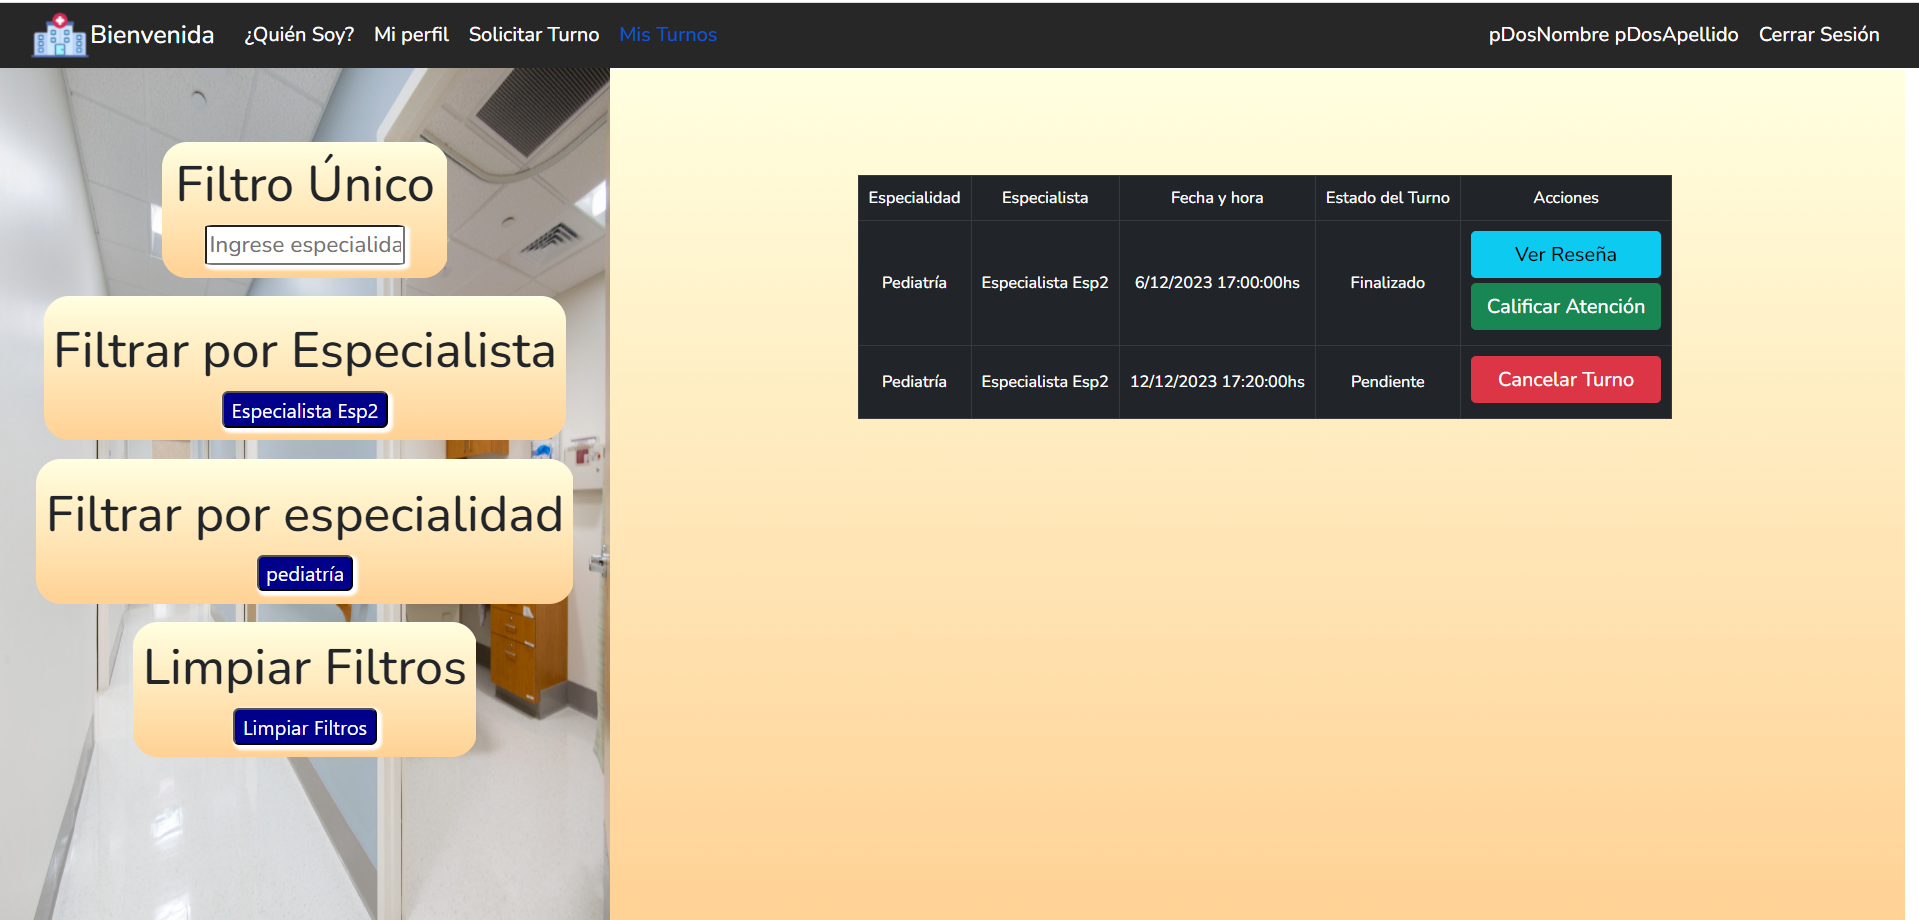 Bienvenida ¿Quién Soy? Mi perfil Solicitar Turno Mis Turnos pDosNombre pDosApellido Cerrar Sesión
Filtro Único
Ingrese especialida
Filtrar por Especialista
Especialista Esp2
Filtrar por especialidad
pediatría
Limpiar Filtros
Limpiar Filtros
Especialidad Especialista Fecha y hora Estado del Turno Acciones
Pediatría Especialista Esp2 6/12/2023 17:00:00hs Finalizado Ver Reseña
Calificar Atención
Pediatría Especialista Esp2 12/12/2023 17:20:00hs Pendiente Cancelar Turno